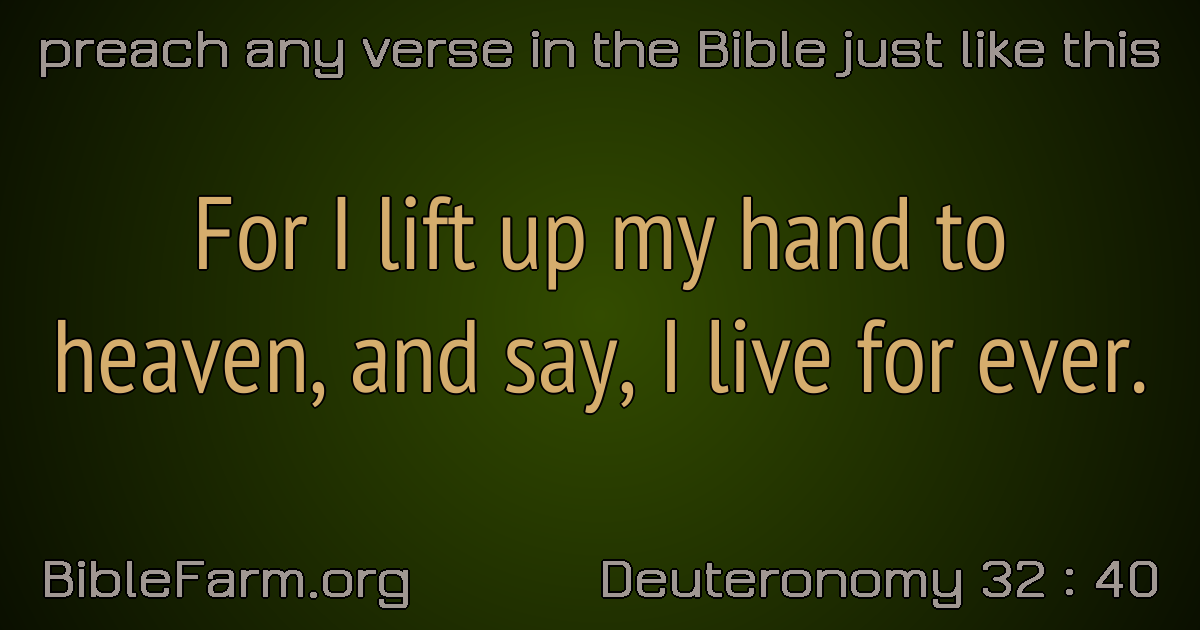 preach any verse in the Bible just like this
For I lift up my hand to
heaven, and say, I live for ever.
BibleFarm.org
Deuteronomy 32 : 40